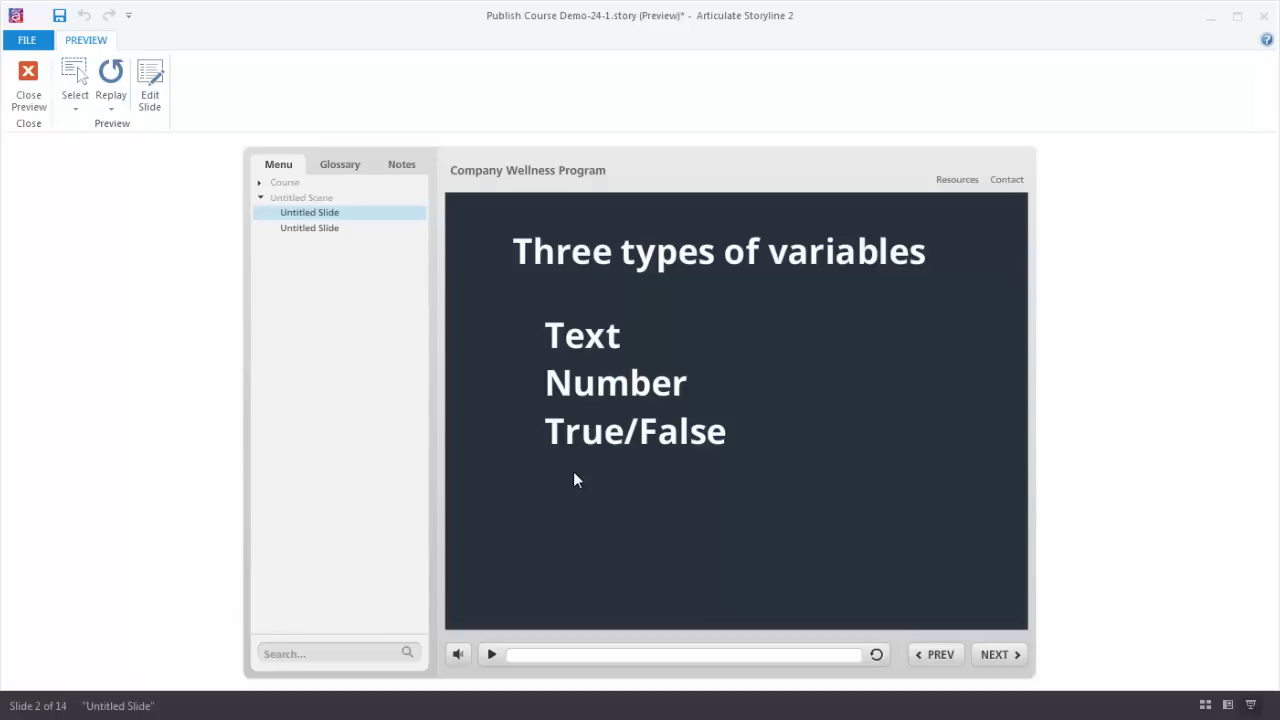 Publish Course Demo-24-1.story (Preview)* - Articulate Storyline 2
FILE
PREVIEW
Close Preview
Select
Replay
Edit Slide
Close
Preview
Menu
Glossary
Notes
Course
Untitled Scene
Untitled Slide
Untitled Slide
Search...
Company Wellness Program
Resources
Contact
Three types of variables
Text
Number
True/False
PREV
NEXT
Slide 2 of 14
"Untitled Slide"